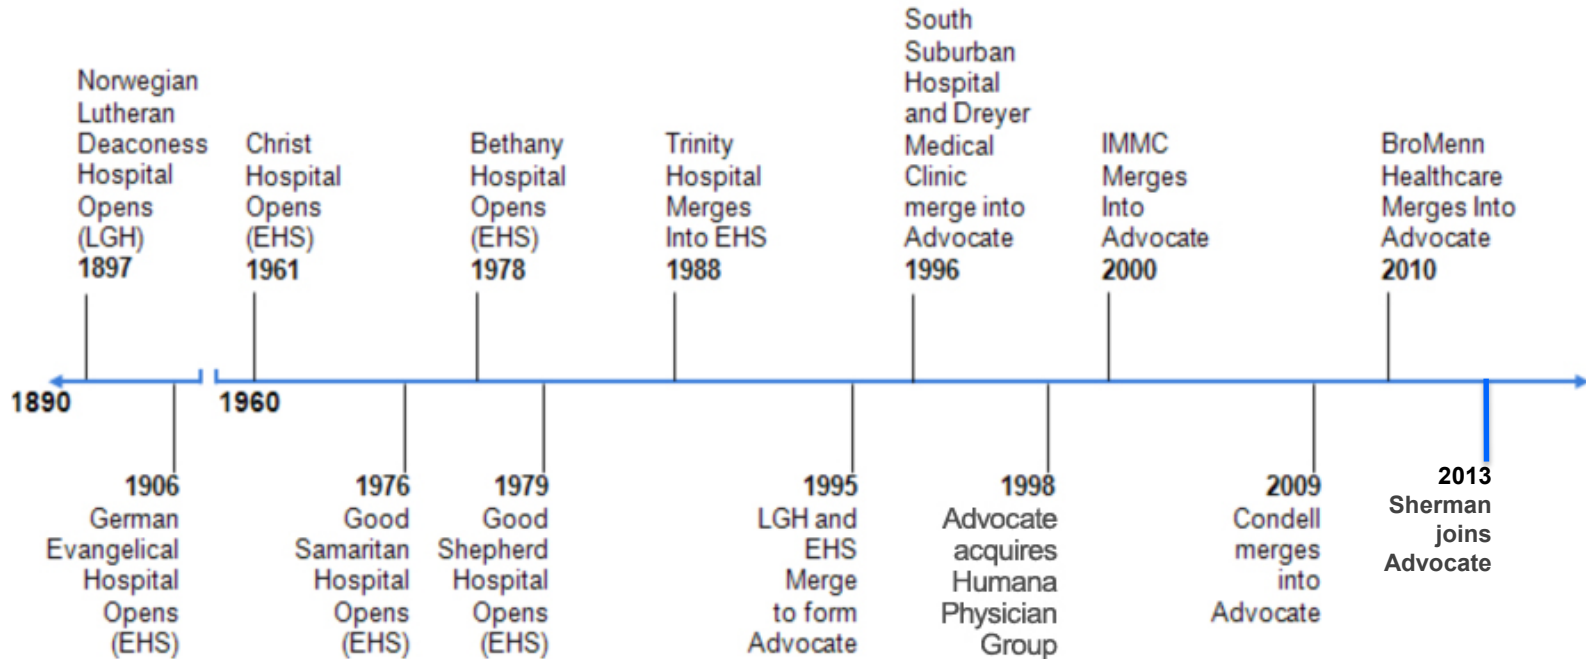 Norwegian
Lutheran
Deaconess
Hospital
Opens
(LGH)
1897
Christ
Hospital
Opens
(EHS)
1961
Bethany
Hospital
Opens
(EHS)
1978
Trinity
Hospital
Merges
Into EHS
1988
South
Suburban
Hospital
and Dreyer
Medical
Clinic
merge into
Advocate
1996
IMMC
Merges
Into
Advocate
2000
BroMenn
Healthcare
Merges Into
Advocate
2010
1890
1960
1906
German
Evangelical
Hospital
Opens
(EHS)
1976
Good
Samaritan
Hospital
Opens
(EHS)
1979
Good
Shepherd
Hospital
Opens
(EHS)
1995
LGH and
EHS
Merge
to form
Advocate
1998
Advocate
acquires
Humana
Physician
Group
2009
Condell
merges
into
Advocate
2013
Sherman
joins
Advocate